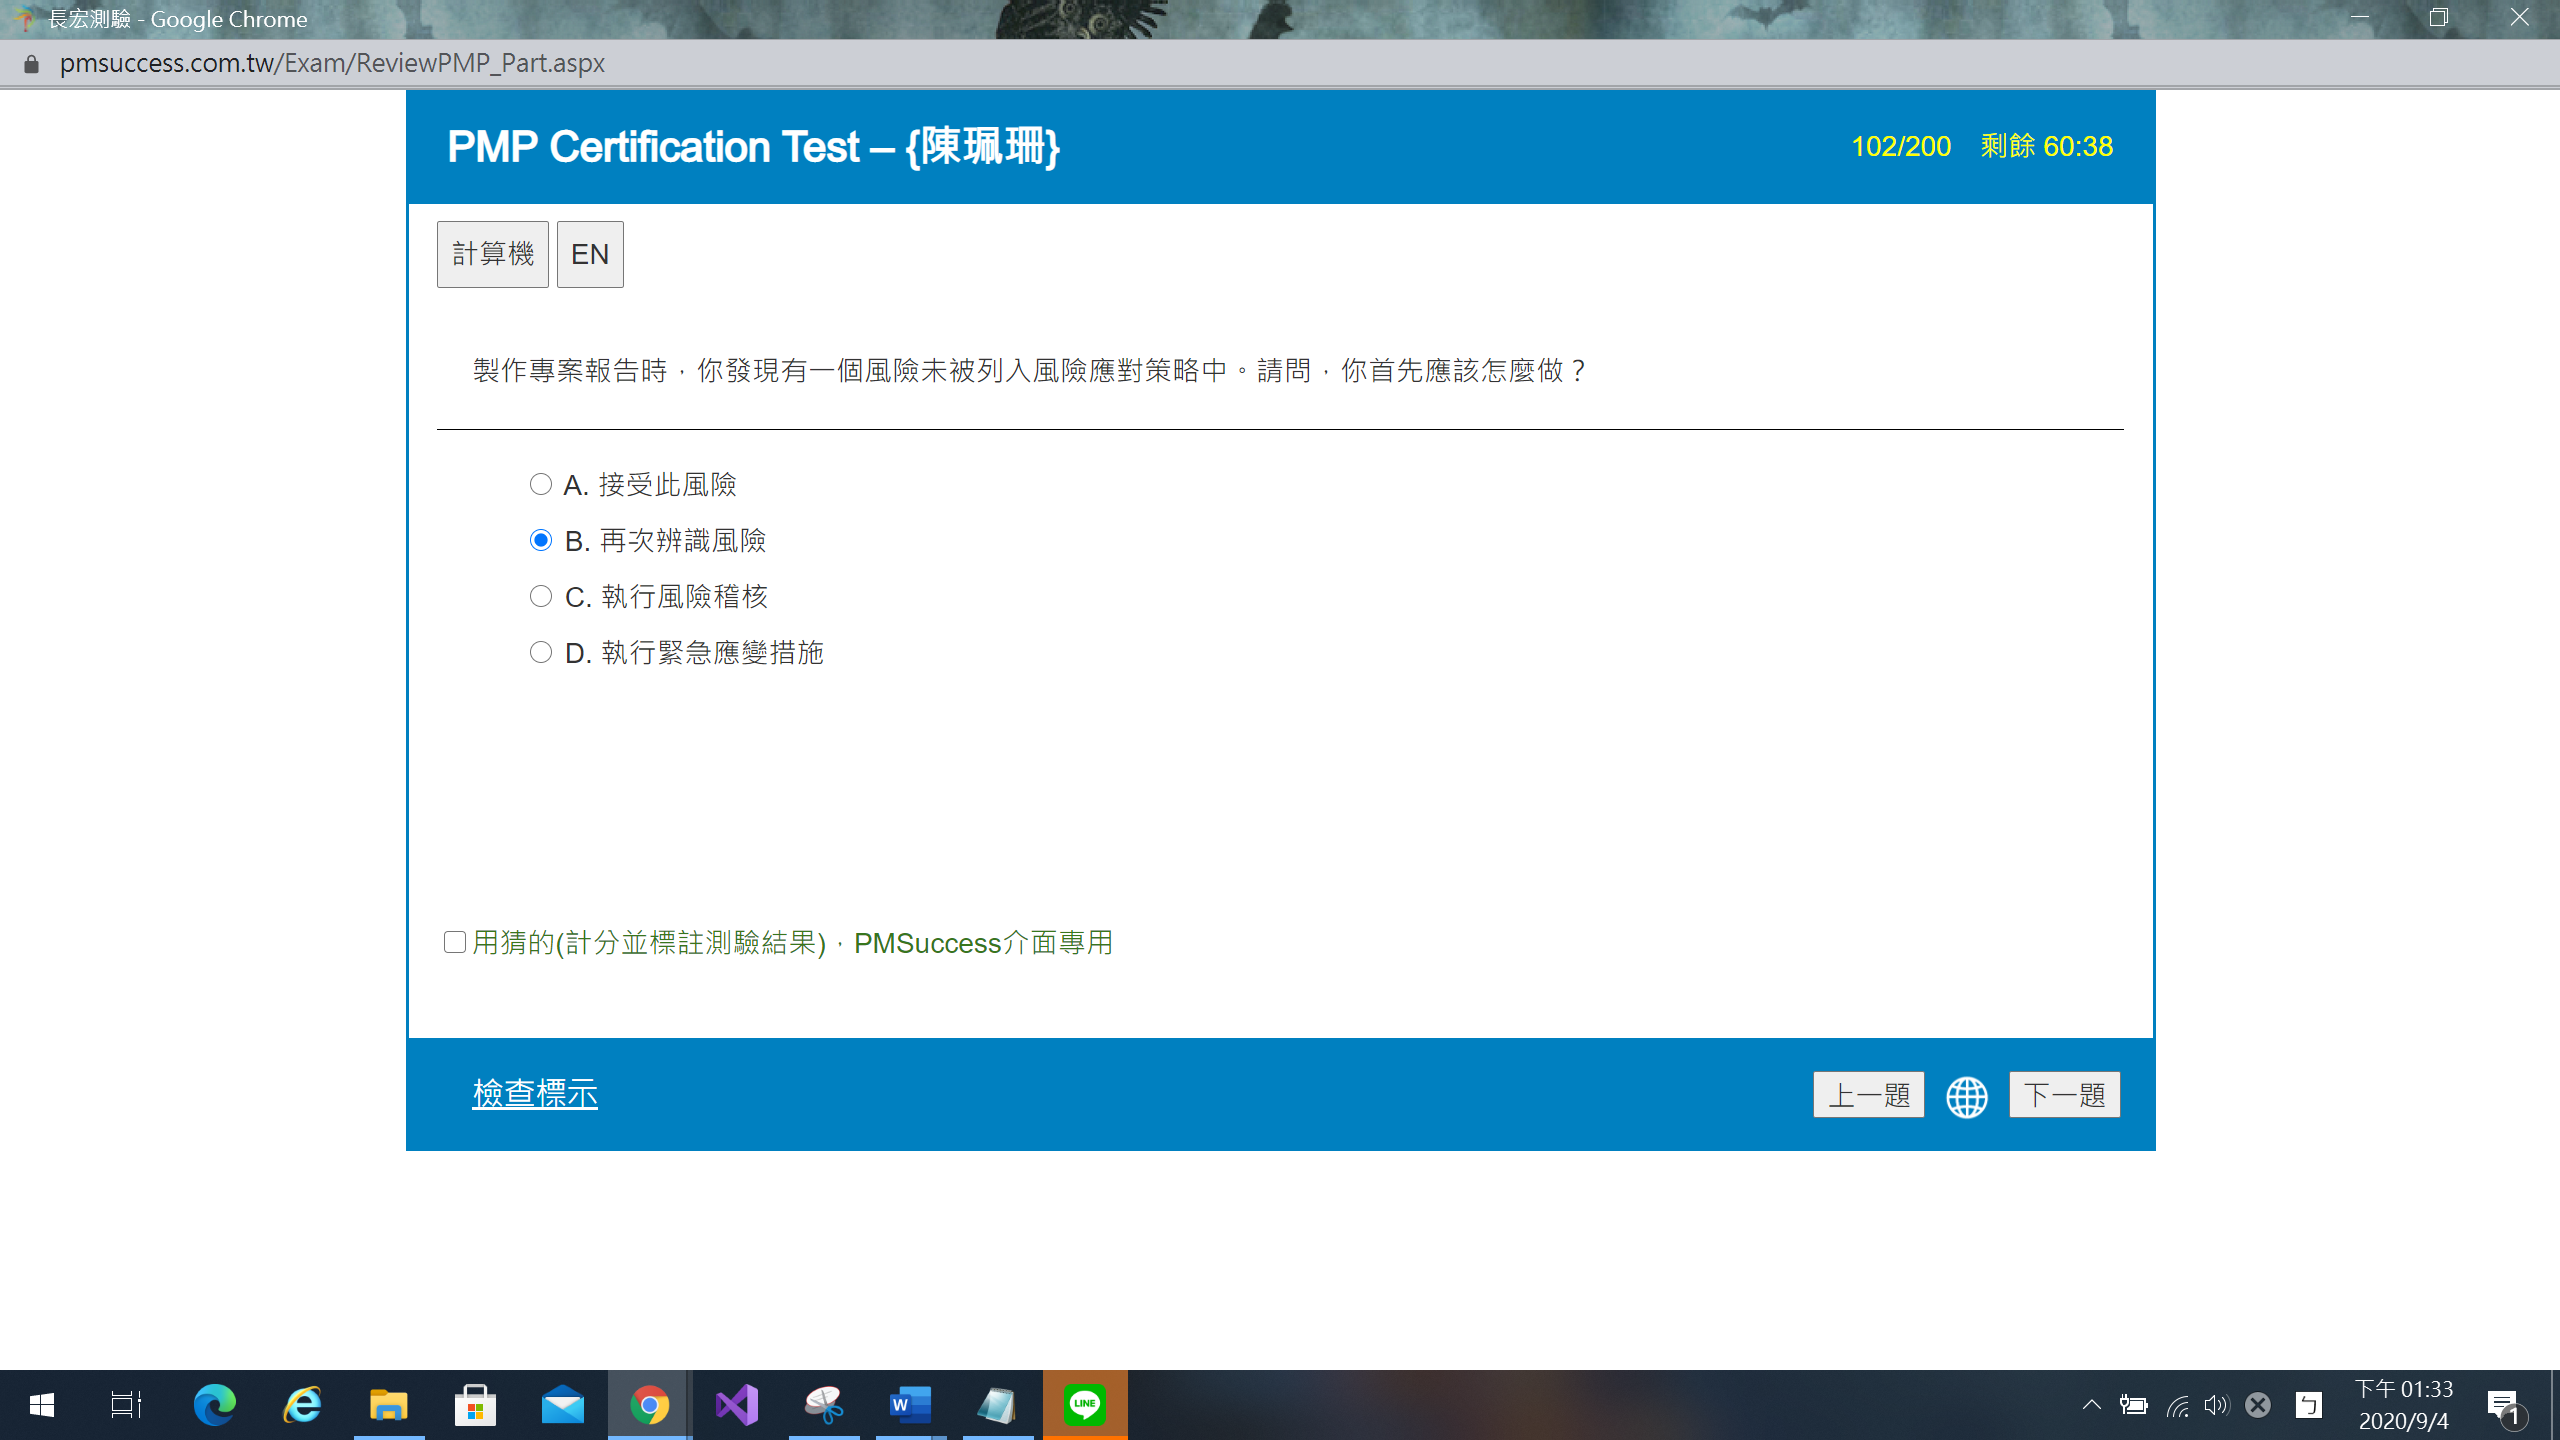 長宏測驗 - Google Chrome
pmsuccess.com.tw/Exam/ReviewPMP_Part.aspx
PMP Certification Test – {陳珮珊}
102/200 剩餘 60:38
計算機 EN
製作專案報告時，你發現有一個風險未被列入風險應對策略中。請問，你首先應該怎麼做？
A. 接受此風險
B. 再次辨識風險
C. 執行風險稽核
D. 執行緊急應變措施
用猜的(計分並標註測驗結果)，PMSuccess介面專用
檢查標示
上一題 下一題
W LINE ㄅ
下午 01:33
2020/9/4
1